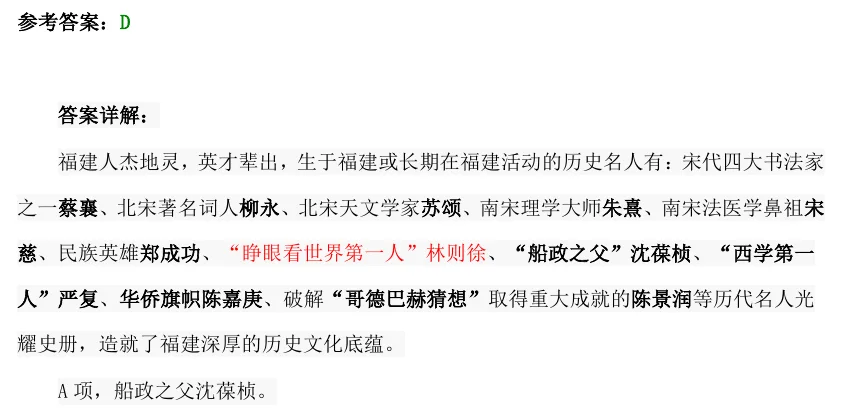 参考答案：D
答案详解：
福建人杰地灵，英才辈出，生于福建或长期在福建活动的历史名人有：宋代四大书法家
之一蔡襄、北宋著名词人柳永、北宋天文学家苏颂、南宋理学大师朱熹、南宋法医学鼻祖宋
慈、民族英雄郑成功、“睁眼看世界第一人”林则徐、“船政之父”沈葆桢、“西学第一
人”严复、华侨旗帜陈嘉庚、破解“哥德巴赫猜想”取得重大成就的陈景润等历代名人光
耀史册，造就了福建深厚的历史文化底蕴。
A 项，船政之父沈葆桢。